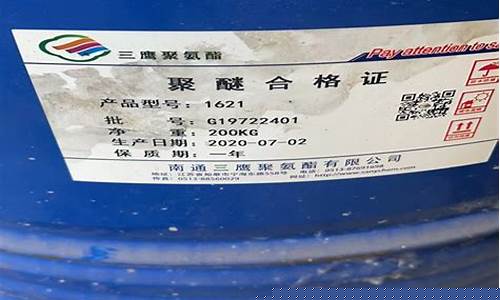 三鹰聚氨酯
Pay attention to s
聚醚合格证
产品型号：1621
批 号：G19722401
净 重：200KG
生产日期：2020-07-02
保 质 期：一年
南通三鹰聚氨酯有限公司